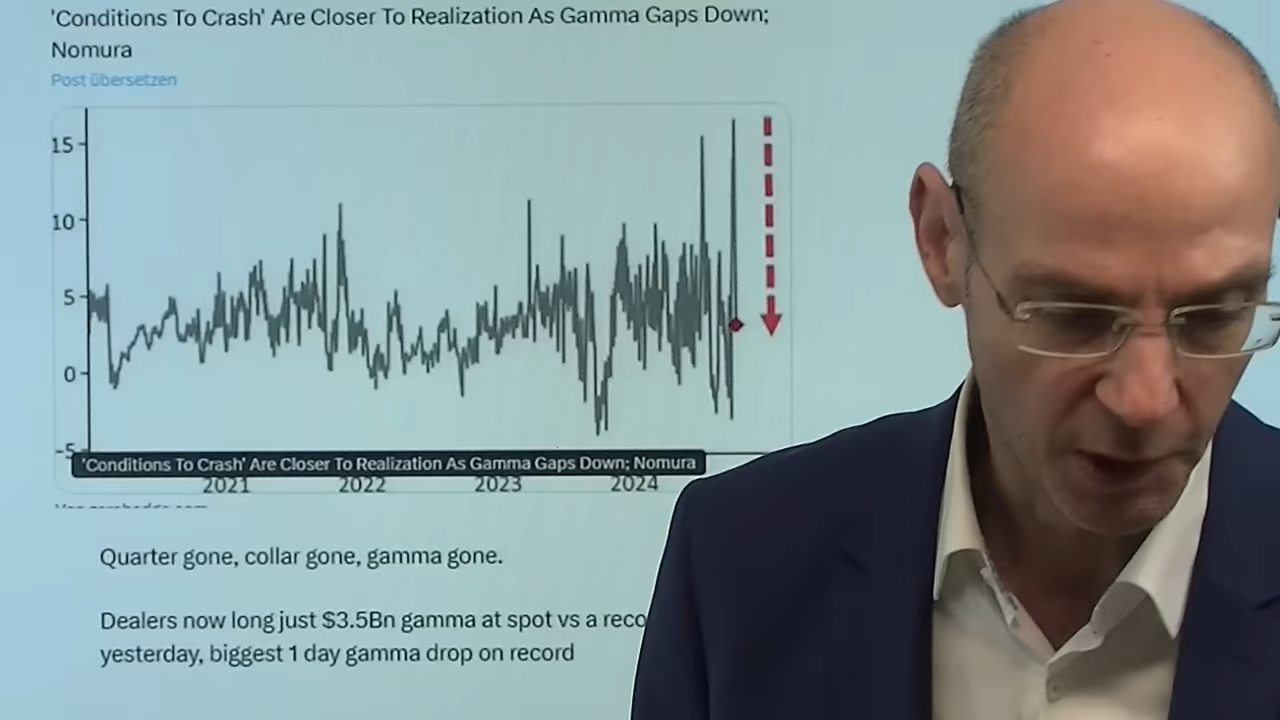 'Conditions To Crash' Are Closer To Realization As Gamma Gaps Down;
Nomura
Post übersetzen
15
10
5
0
-5
'Conditions To Crash' Are Closer To Realization As Gamma Gaps Down; Nomura
2021 2022 2023 2024
Quarter gone, collar gone, gamma gone.
Dealers now long just $3.5Bn gamma at spot vs a
yesterday, biggest 1 day gamma drop on record